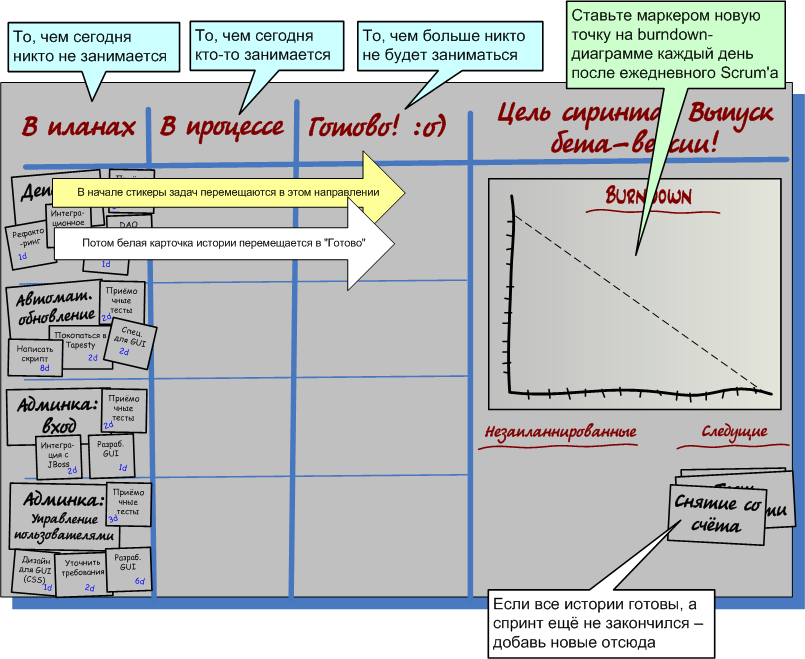 То, чем сегодня
никто не занимается
То, чем сегодня
кто-то занимается
То, чем больше никто
не будет заниматься
Ставьте маркером новую
точку на burndown-
диаграмме каждый день
после ежедневного Scrum'а
В планах
В процессе
Готово! :о)
Цель спринта Выпуск
бета-версии!
В начале стикеры задач перемещаются в этом направлении
Потом белая карточка истории перемещается в "Готово"
Интегра-
ционное
DAO
Рефакто
-ринг
1d
1d
BURNDOWN
Автомат.
обновление
Приёмо
чные
тесты
2d
Написать
скрипт
8d
Покопаться в
Tapesty
2d
Спец.
для GUI
2d
Админка:
вход
Приёмо
чные
тесты
2d
Интегра-
ция с
JBoss
2d
Разраб.
GUI
1d
Админка:
Управление
пользователями
Приёмо
чные
тесты
3d
Дизайн
для GUI
(CSS)
1d
Уточнить
требования
2d
Разраб.
GUI
6d
Незапланнированные
Следущие
Снятие со
счёта
Если все истории готовы, а
спринт ещё не закончился –
добавь новые отсюда